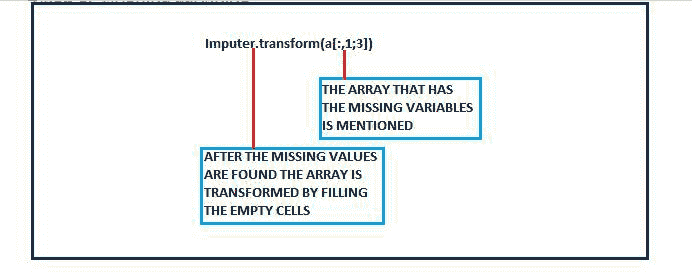 Imputer.transform(a[:,1;3])
THE ARRAY THAT HAS
THE MISSING VARIABLES
IS MENTIONED
AFTER THE MISSING VALUES
ARE FOUND THE ARRAY IS
TRANSFORMED BY FILLING
THE EMPTY CELLS